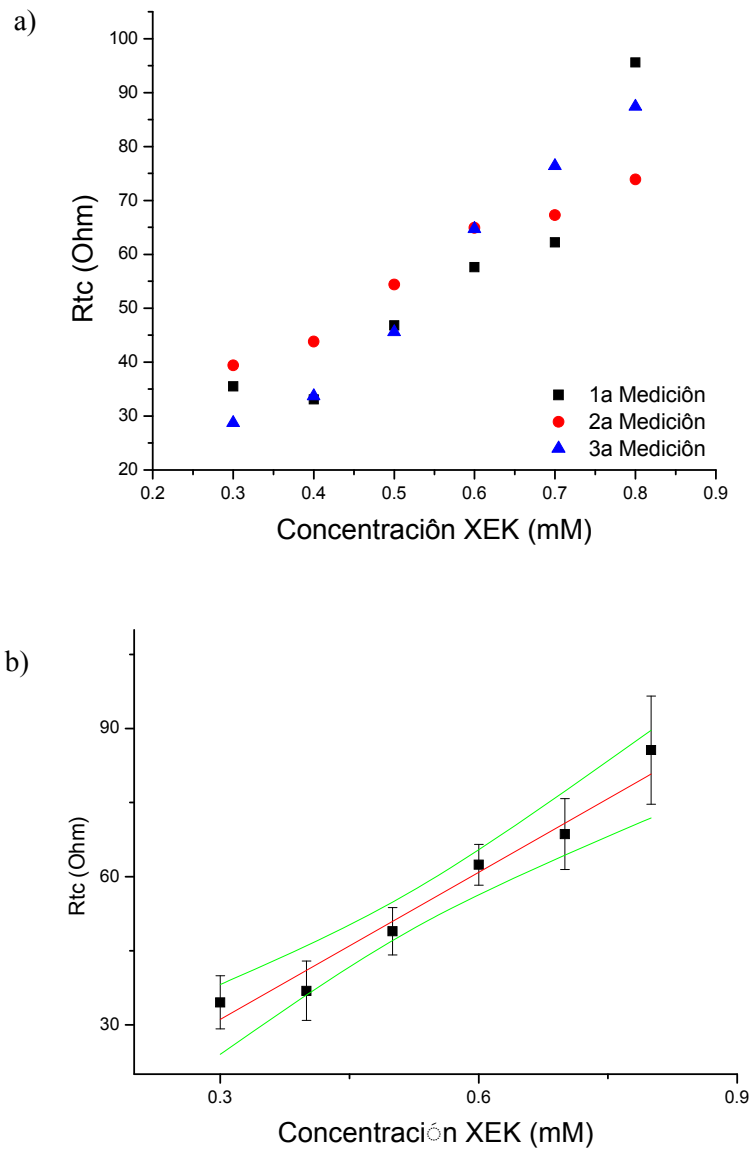 a)
100
90
80
70
60
50
40
30
20
0.2 0.3 0.4 0.5 0.6 0.7 0.8 0.9
Rtc (Ohm)
1a Mediciôn
2a Mediciôn
3a Mediciôn
Concentraciôn XEK (mM)
b)
90
60
30
0.3 0.6 0.9
Rtc (Ohm)
Concentración XEK (mM)